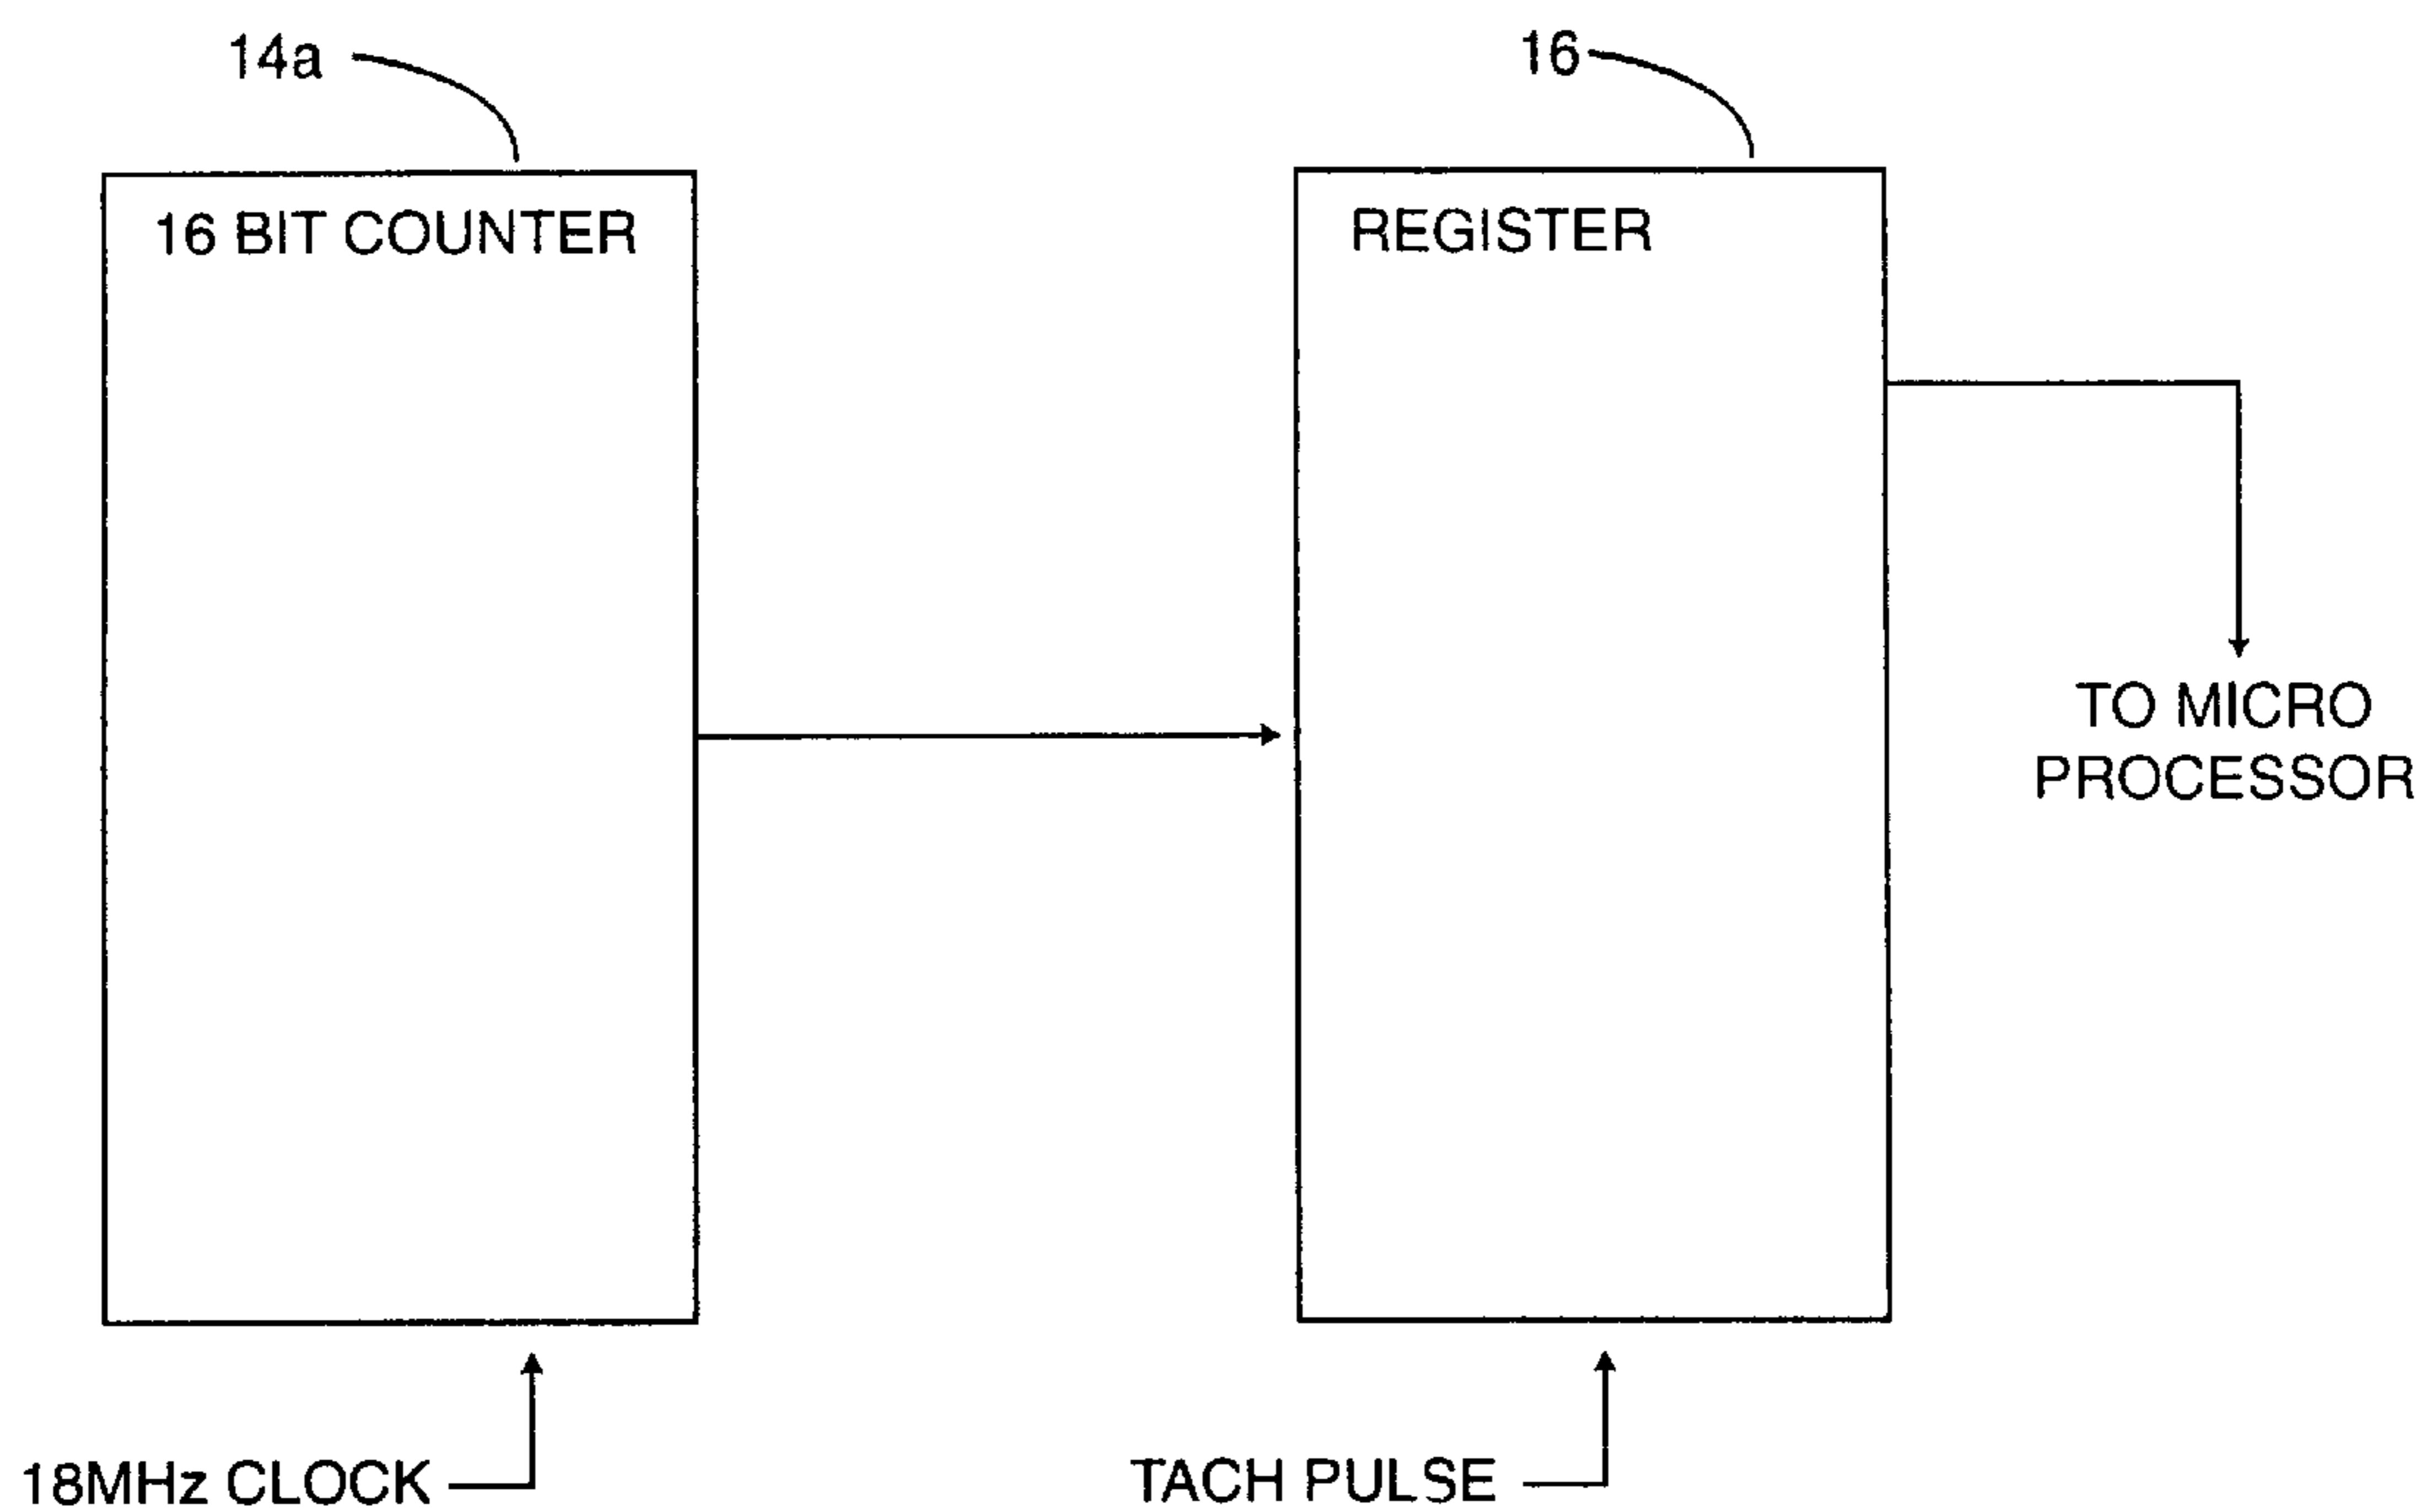 14a
16
16 BIT COUNTER
REGISTER
TO MICRO
PROCESSOR
18MHz CLOCK
TACH PULSE